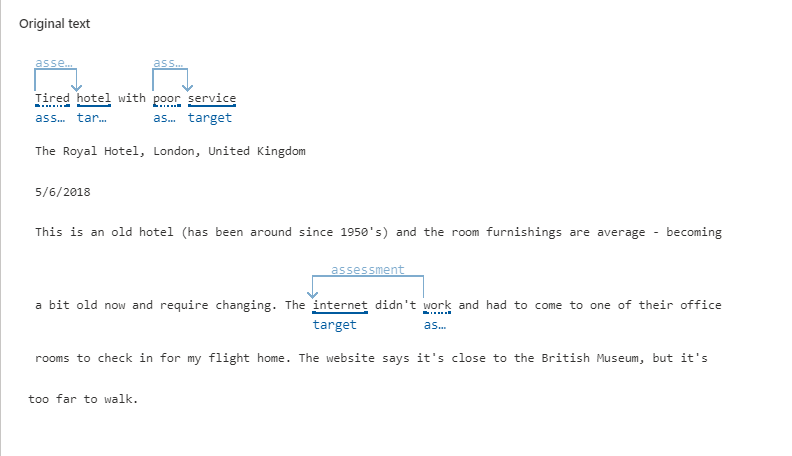 Original text
asse... ass...
Tired hotel with poor service
ass... tar... as... target
The Royal Hotel, London, United Kingdom
5/6/2018
This is an old hotel (has been around since 1950's) and the room furnishings are average - becoming
assessment
a bit old now and require changing. The internet didn't work and had to come to one of their office
target as...
rooms to check in for my flight home. The website says it's close to the British Museum, but it's
too far to walk.